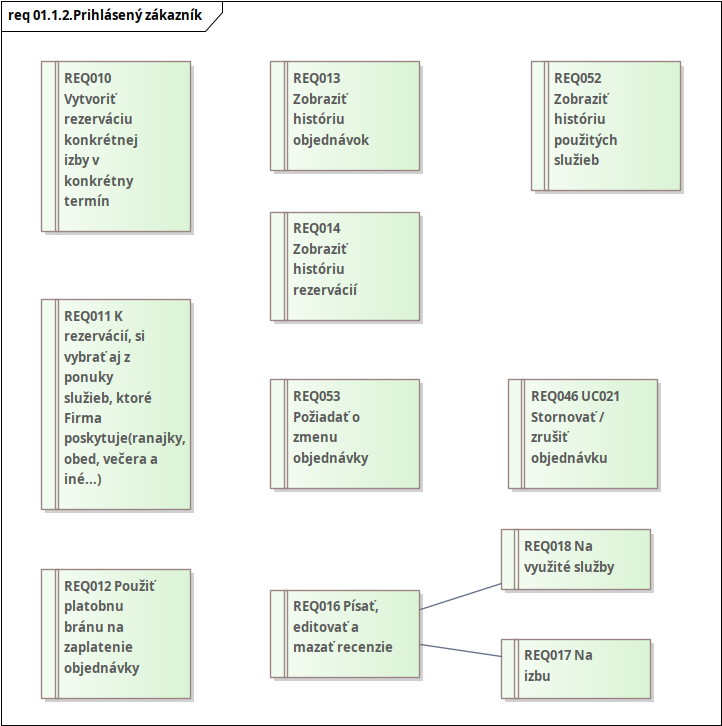 req 01.1.2.Prihlásený zákazník
REQ010
Vytvoriť
rezerváciu
konkrétnej
izby v
konkrétny
termín
REQ013
Zobraziť
históriu
objednávok
REQ052
Zobraziť
históriu
použitých
služieb
REQ014
Zobraziť
históriu
rezervácií
REQ011 K
rezervácií, si
vybrať aj z
ponuky
služieb, ktoré
Firma
poskytuje(ranajky,
obed, večera a
iné...)
REQ053
Požiadať o
zmenu
objednávky
REQ046 UC021
Stornovať /
zrušiť
objednávku
REQ018 Na
využité služby
REQ012 Použiť
platobnu
bránu na
zaplatenie
objednávky
REQ016 Písať,
editovať a
mazať recenzie
REQ017 Na
izbu